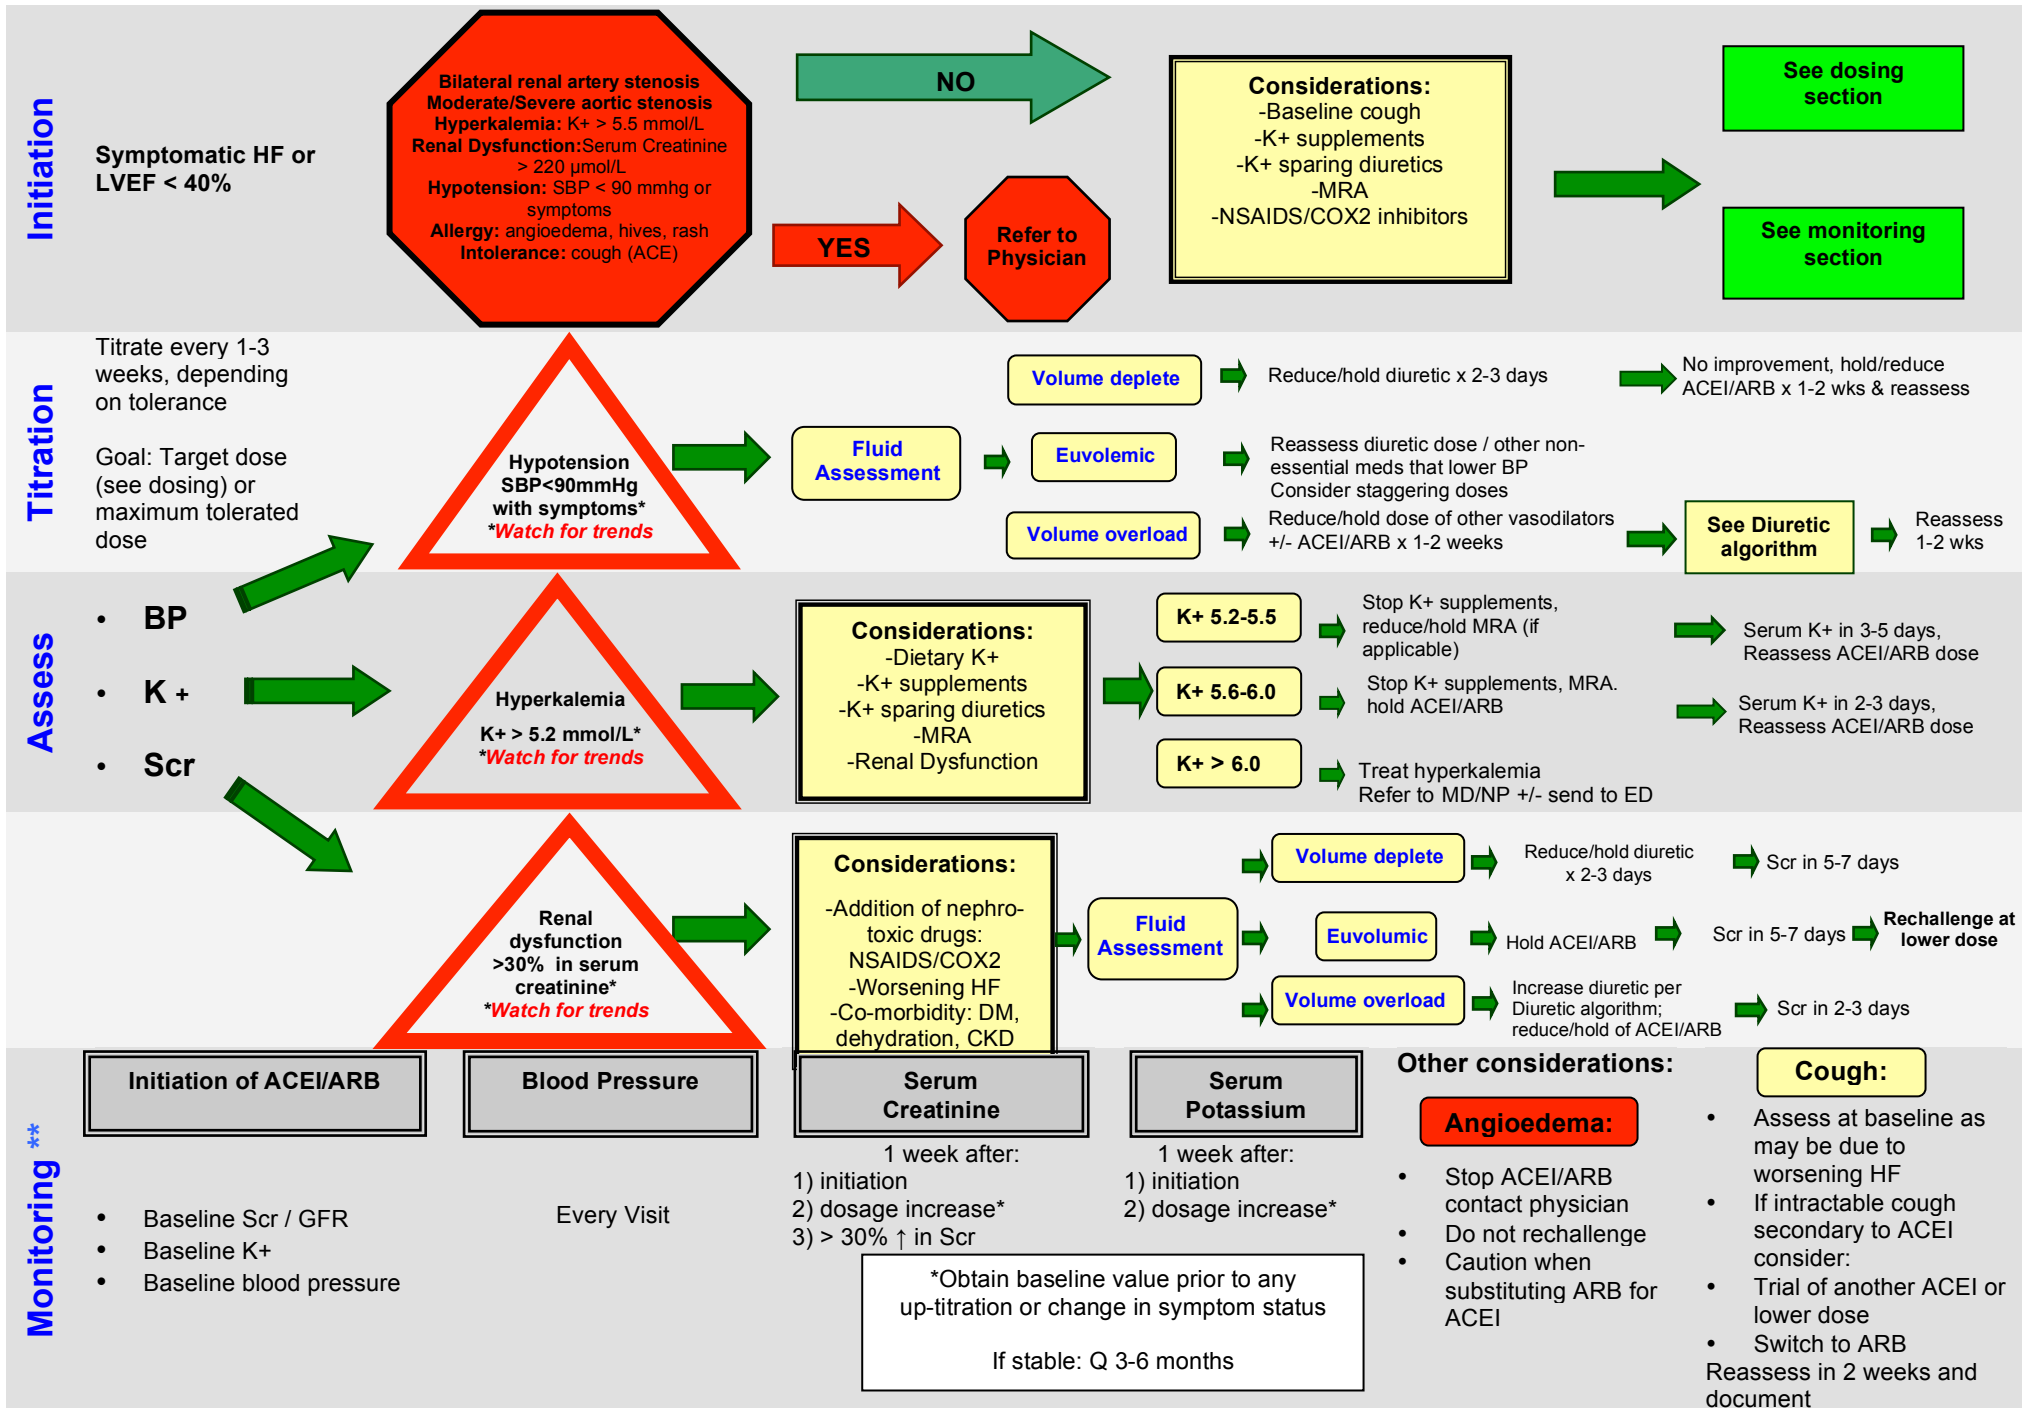 Initiation
Symptomatic HF or
LVEF < 40%
Bilateral renal artery stenosis
Moderate/Severe aortic stenosis
Hyperkalemia: K+ > 5.5 mmol/L
Renal Dysfunction:Serum Creatinine
> 220 µmol/L
Hypotension: SBP < 90 mmhg or
symptoms
Allergy: angioedema, hives, rash
Intolerance: cough (ACE)
NO
YES
Refer to
Physician
Considerations:
-Baseline cough
-K+ supplements
-K+ sparing diuretics
-MRA
-NSAIDS/COX2 inhibitors
See dosing
section
See monitoring
section
Titration
Titrate every 1-3
weeks, depending
on tolerance
Goal: Target dose
(see dosing) or
maximum tolerated
dose
Hypotension
SBP<90mmHg
with symptoms*
*Watch for trends
Fluid
Assessment
Volume deplete
Reduce/hold diuretic x 2-3 days
No improvement, hold/reduce
ACEI/ARB x 1-2 wks & reassess
Euvolemic
Reassess diuretic dose / other non-
essential meds that lower BP
Consider staggering doses
Volume overload
Reduce/hold dose of other vasodilators
+/- ACEI/ARB x 1-2 weeks
See Diuretic
algorithm
Reassess
1-2 wks
Assess
• BP
• K +
• Scr
Hyperkalemia
K+ > 5.2 mmol/L*
*Watch for trends
Considerations:
-Dietary K+
-K+ supplements
-K+ sparing diuretics
-MRA
-Renal Dysfunction
K+ 5.2-5.5
Stop K+ supplements,
reduce/hold MRA (if
applicable)
Serum K+ in 3-5 days,
Reassess ACEI/ARB dose
K+ 5.6-6.0
Stop K+ supplements, MRA.
hold ACEI/ARB
Serum K+ in 2-3 days,
Reassess ACEI/ARB dose
K+ > 6.0
Treat hyperkalemia
Refer to MD/NP +/- send to ED
Renal
dysfunction
>30% in serum
creatinine*
*Watch for trends
Considerations:
-Addition of nephro-
toxic drugs:
NSAIDS/COX2
-Worsening HF
-Co-morbidity: DM,
dehydration, CKD
Fluid
Assessment
Volume deplete
Reduce/hold diuretic
x 2-3 days
Scr in 5-7 days
Euvolumic
Hold ACEI/ARB
Scr in 5-7 days
Rechallenge at
lower dose
Volume overload
Increase diuretic per
Diuretic algorithm;
reduce/hold of ACEI/ARB
Scr in 2-3 days
Monitoring **
Initiation of ACEI/ARB
• Baseline Scr / GFR
• Baseline K+
• Baseline blood pressure
Blood Pressure
Every Visit
Serum
Creatinine
1 week after:
1) initiation
2) dosage increase*
3) > 30% ↑ in Scr
Serum
Potassium
1 week after:
1) initiation
2) dosage increase*
*Obtain baseline value prior to any
up-titration or change in symptom status
If stable: Q 3-6 months
Other considerations:
Angioedema:
• Stop ACEI/ARB
contact physician
• Do not rechallenge
• Caution when
substituting ARB for
ACEI
Cough:
• Assess at baseline as
may be due to
worsening HF
• If intractable cough
secondary to ACEI
consider:
• Trial of another ACEI or
lower dose
• Switch to ARB
Reassess in 2 weeks and
document